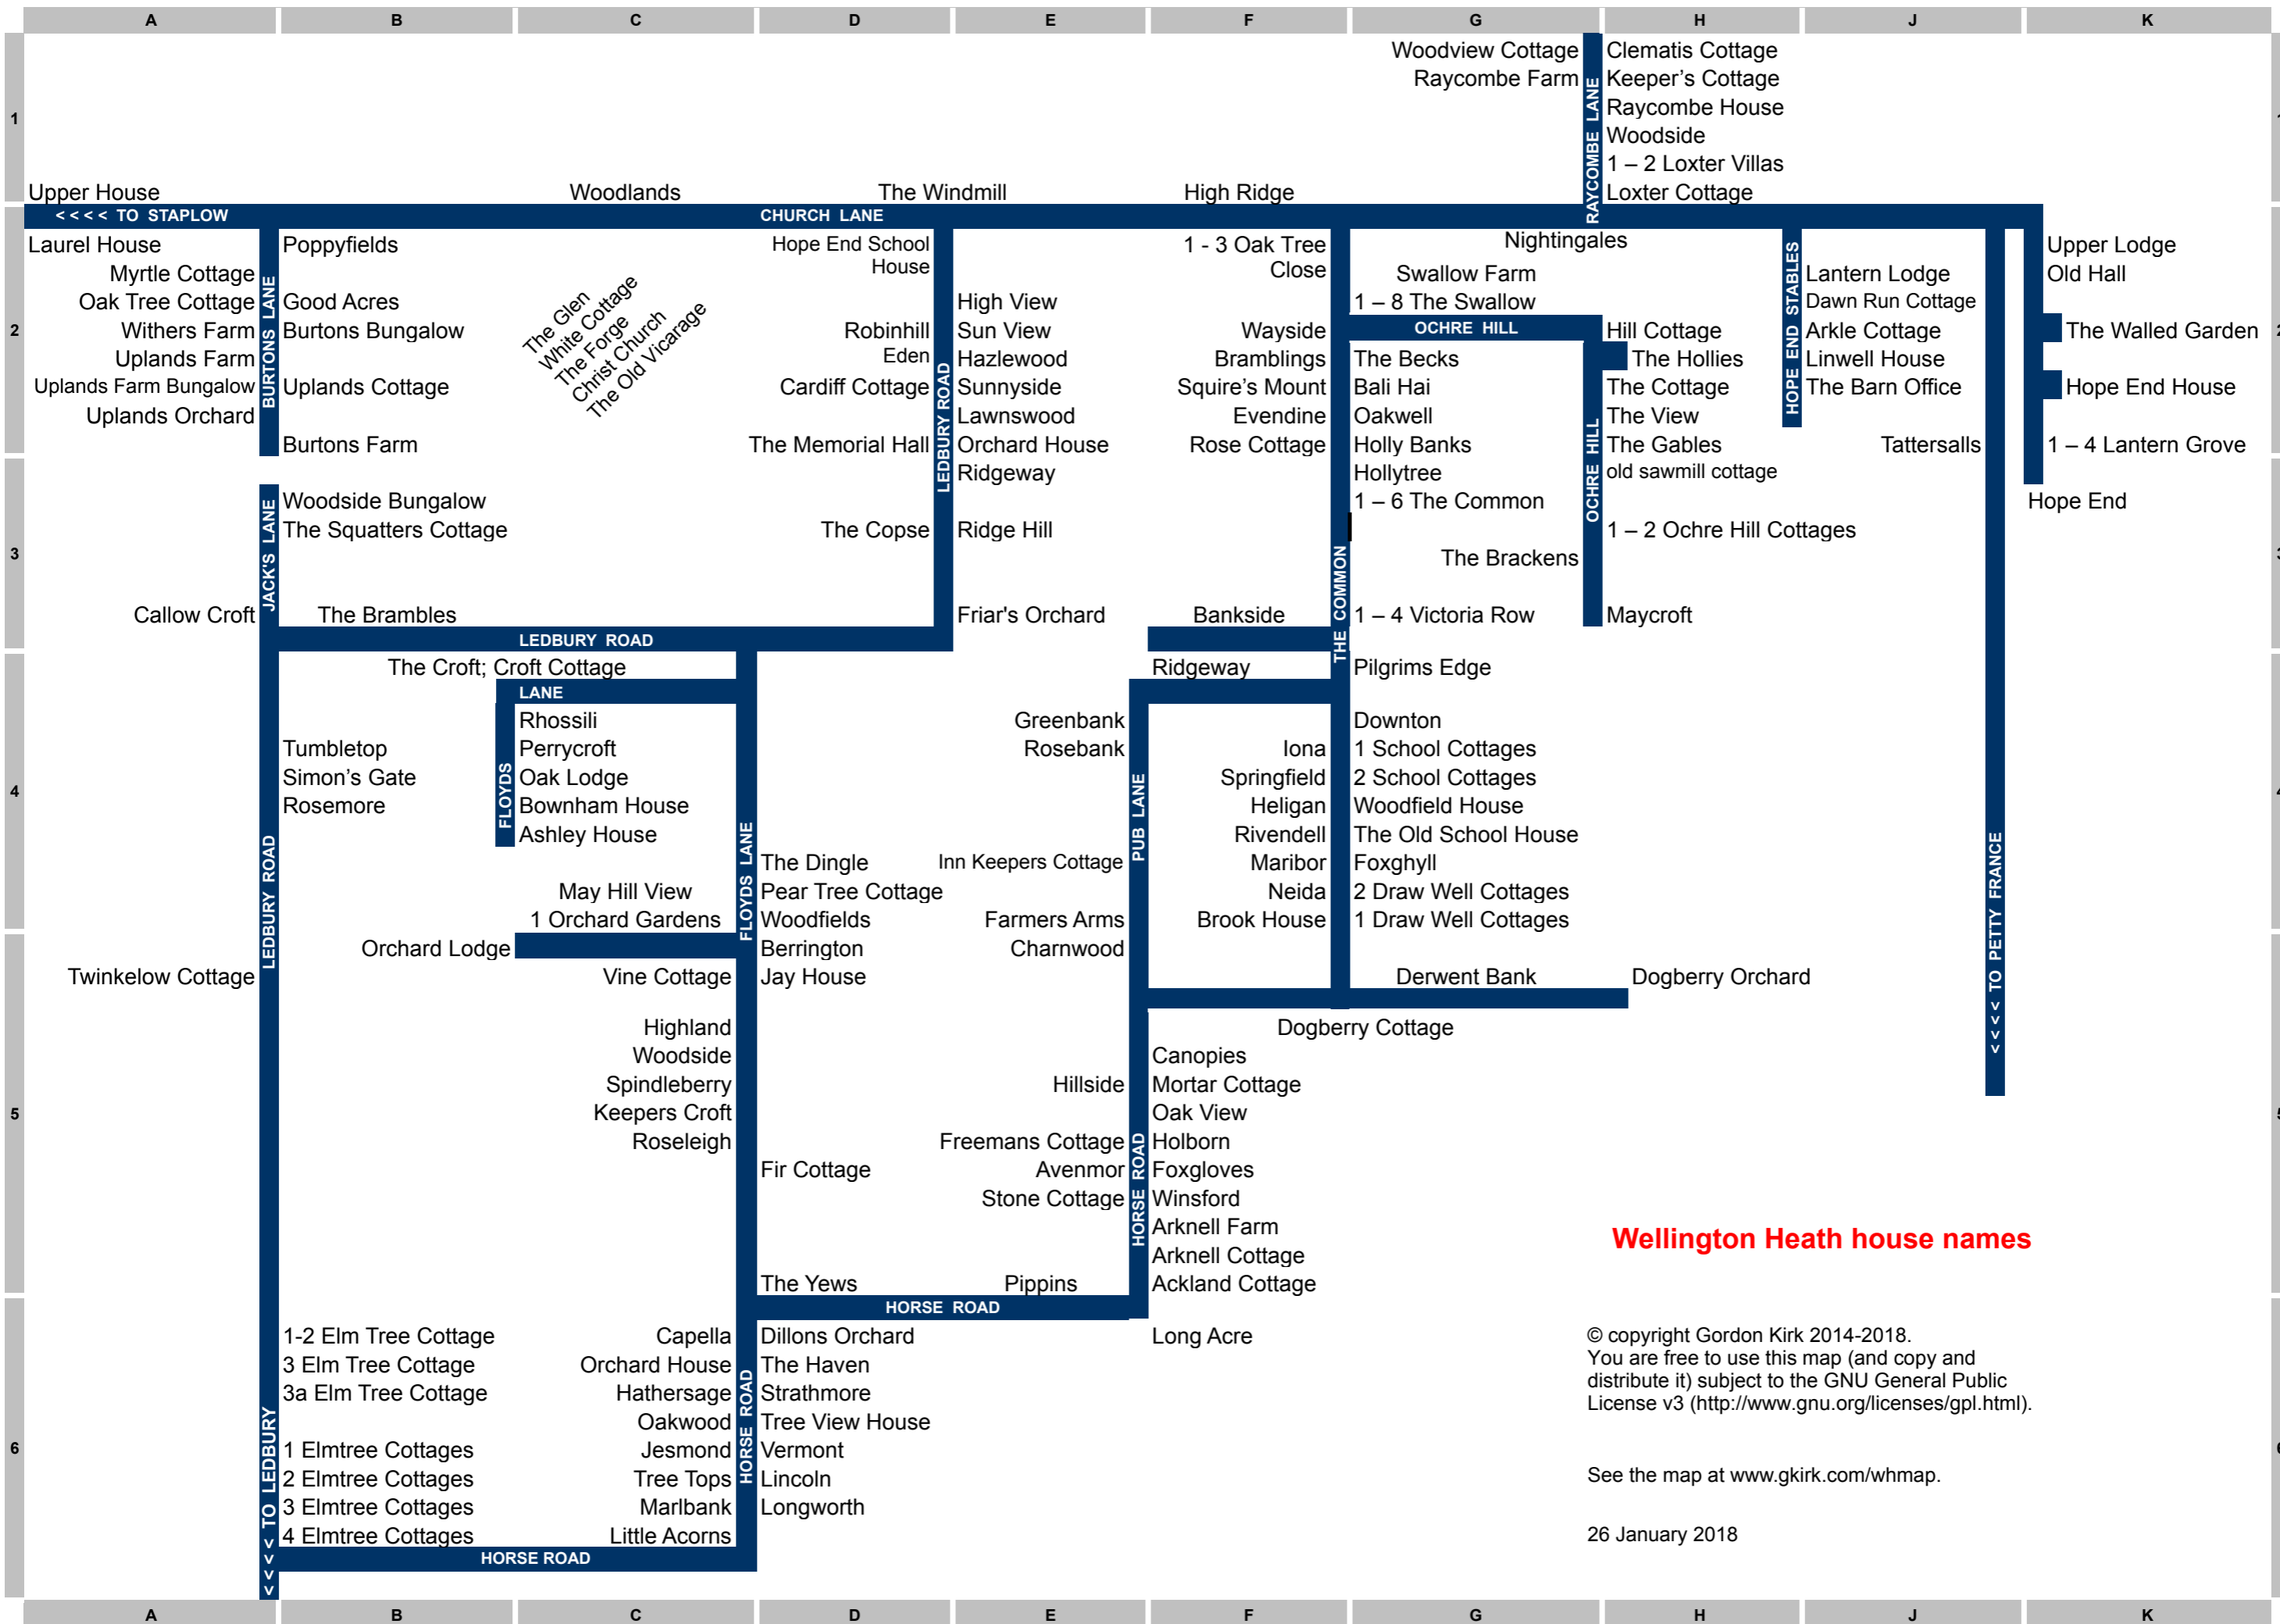 A B C D E F G H J K
Woodview Cottage Clematis Cottage
Raycombe Farm Keeper's Cottage
1
RAYCOMBE LANE
Raycombe House
Woodside
1 – 2 Loxter Villas
Upper House Woodlands The Windmill High Ridge Loxter Cottage
< < < < TO STAPLOW CHURCH LANE
Laurel House Poppyfields Hope End School House 1 - 3 Oak Tree Close Nightingales Upper Lodge
Myrtle Cottage Swallow Farm Lantern Lodge Old Hall
Oak Tree Cottage Good Acres High View 1 – 8 The Swallow Dawn Run Cottage
2
BURTONS LANE
LEDBURY ROAD
HOPE END STABLES
Withers Farm Burtons Bungalow Robinhill Sun View Wayside OCHRE HILL Hill Cottage Arkle Cottage The Walled Garden
The Glen
White Cottage
The Forge
Christ Church
The Old Vicarage
Uplands Farm Eden Hazlewood Bramblings The Becks The Hollies Linwell House
Uplands Farm Bungalow Uplands Cottage Cardiff Cottage Sunnyside Squire's Mount Bali Hai The Cottage The Barn Office Hope End House
Uplands Orchard Lawnswood Evendine Oakwell The View
Burtons Farm The Memorial Hall Orchard House Rose Cottage Holly Banks The Gables Tattersalls 1 – 4 Lantern Grove
Ridgeway Hollytree old sawmill cottage
OCHRE HILL
JACK'S LANE
Woodside Bungalow 1 – 6 The Common Hope End
The Squatters Cottage The Copse Ridge Hill 1 – 2 Ochre Hill Cottages
3
The Brackens
THE COMMON
Callow Croft The Brambles Friar's Orchard Bankside 1 – 4 Victoria Row Maycroft
LEDBURY ROAD
The Croft; Croft Cottage Ridgeway Pilgrims Edge
LANE
Rhossili Greenbank Downton
Tumbletop Perrycroft Rosebank Iona 1 School Cottages
Simon's Gate Oak Lodge Springfield 2 School Cottages
4
FLOYDS
PUB LANE
Rosemore Bownham House Heligan Woodfield House
Ashley House Rivendell The Old School House
LEDBURY ROAD
FLOYDS LANE
The Dingle Inn Keepers Cottage Maribor Foxghyll
May Hill View Pear Tree Cottage Neida 2 Draw Well Cottages
1 Orchard Gardens Woodfields Farmers Arms Brook House 1 Draw Well Cottages
Orchard Lodge Berrington Charnwood
Twinkelow Cottage Vine Cottage Jay House Derwent Bank Dogberry Orchard
< < < < TO PETTY FRANCE
Highland Dogberry Cottage
Woodside Canopies
Spindleberry Hillside Mortar Cottage
5
Keepers Croft Oak View
Roseleigh Freemans Cottage Holborn
HORSE ROAD
Fir Cottage Avenmor Foxgloves
Stone Cottage Winsford
Arknell Farm
Wellington Heath house names
Arknell Cottage
The Yews Pippins Ackland Cottage
HORSE ROAD
1-2 Elm Tree Cottage Capella Dillons Orchard Long Acre
3 Elm Tree Cottage Orchard House The Haven
3a Elm Tree Cottage Hathersage Strathmore
© copyright Gordon Kirk 2014-2018.
You are free to use this map (and copy and
distribute it) subject to the GNU General Public
License v3 (http://www.gnu.org/licenses/gpl.html).
HORSE ROAD
Oakwood Tree View House
6
1 Elmtree Cottages Jesmond Vermont
2 Elmtree Cottages Tree Tops Lincoln
See the map at www.gkirk.com/whmap.
3 Elmtree Cottages Marlbank Longworth
4 Elmtree Cottages Little Acorns
26 January 2018
< < < < TO LEDBURY
HORSE ROAD
A B C D E F G H J K